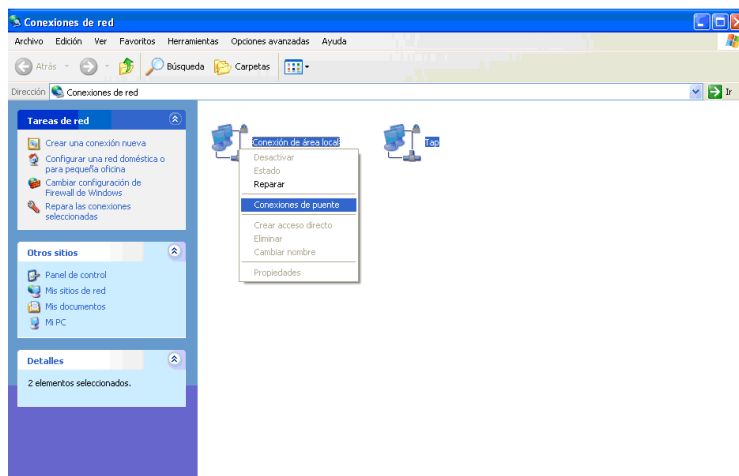 Conexiones de red
Archivo Edición Ver Favoritos Herramientas Opciones avanzadas Ayuda
Atrás Búsqueda Carpetas
Dirección Conexiones de red Ir
Tareas de red
Crear una conexión nueva
Configurar una red doméstica o
para pequeña oficina
Cambiar configuración de
Firewall de Windows
Repara las conexiones
seleccionadas
Otros sitios
Panel de control
Mis sitios de red
Mis documentos
Mi PC
Detalles
2 elementos seleccionados.
Conexión de área local
Tap
Desactivar
Estado
Reparar
Conexiones de puente
Crear acceso directo
Eliminar
Cambiar nombre
Propiedades